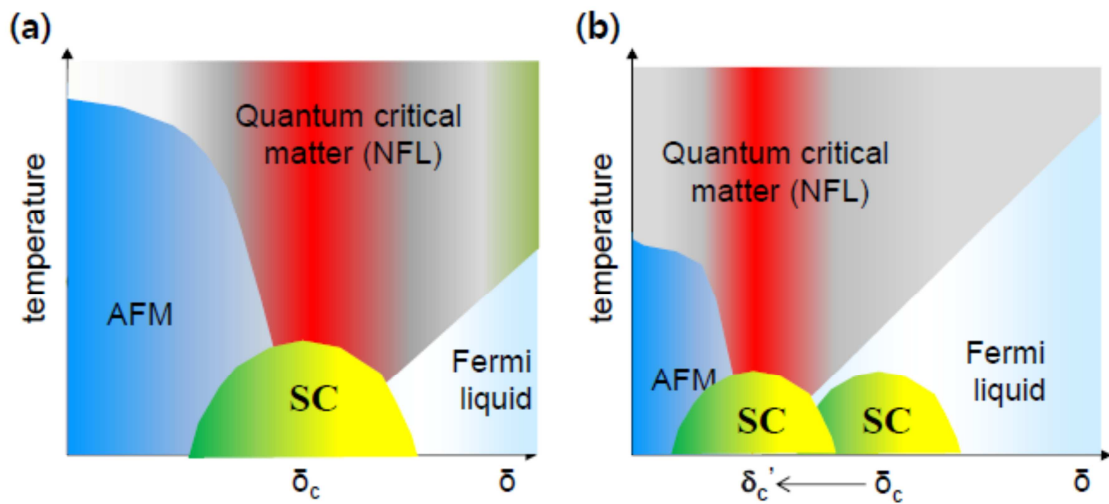 (a)
temperature
Quantum critical
matter (NFL)
AFM
SC
Fermi
liquid
δc
δ
(b)
temperature
Quantum critical
matter (NFL)
AFM
SC
SC
Fermi
liquid
δc'
δc
δ